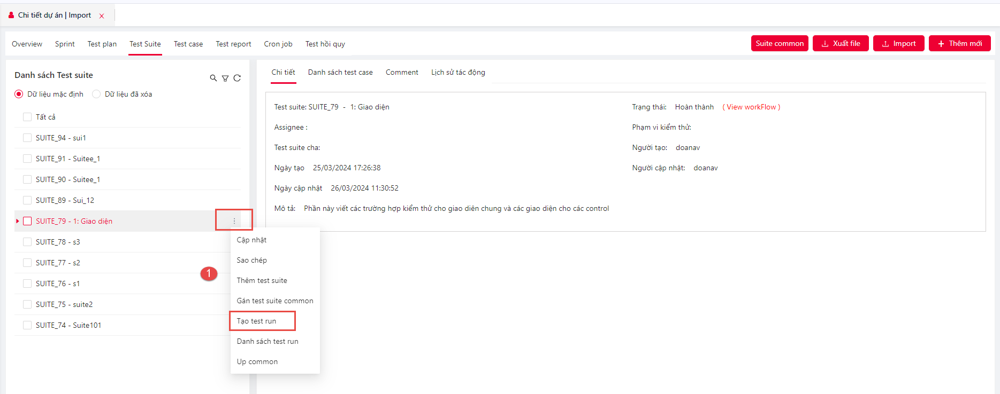 Chi tiết dự án | Import
Overview Sprint Test plan Test Suite Test case Test report Cron job Test hồi quy
Suite common Xuất file Import Thêm mới
Danh sách Test suite
Dữ liệu mặc định Dữ liệu đã xóa
Tất cả
SUITE_94 - sui1
SUITE_91 - Suitee_1
SUITE_90 - Suitee_1
SUITE_89 - Sui_12
SUITE_79 - 1: Giao diện
SUITE_78 - s3
SUITE_77 - s2
SUITE_76 - s1
SUITE_75 - suite2
SUITE_74 - Suite101
1
Cập nhật
Sao chép
Thêm test suite
Gán test suite common
Tạo test run
Danh sách test run
Up common
Chi tiết Danh sách test case Comment Lịch sử tác động
Test suite: SUITE_79 - 1: Giao diện
Trạng thái: Hoàn thành ( View workFlow )
Assignee :
Phạm vi kiểm thử:
Test suite cha:
Người tạo: doanav
Ngày tạo 25/03/2024 17:26:38
Người cập nhật: doanav
Ngày cập nhật 26/03/2024 11:30:52
Mô tả: Phần này viết các trường hợp kiểm thử cho giao diên chung và các giao diện cho các control